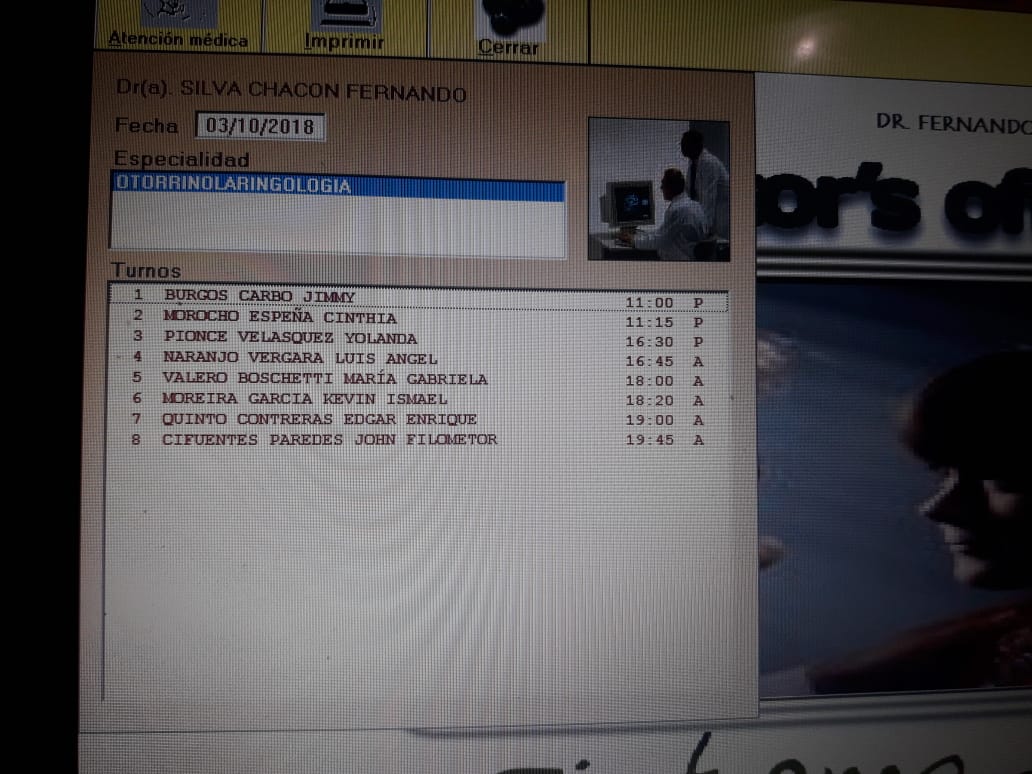 Atención médica
Imprimir
Cerrar
Dr(a). SILVA CHACON FERNANDO
Fecha 03/10/2018
Especialidad
OTORRINOLARINGOLOGIA
Turnos
1 BURGOS CARBO JIMMY 11:00 P
2 MOROCHO ESPEÑA CINTHIA 11:15 P
3 PIONCE VELASQUEZ YOLANDA 16:30 P
4 NARANJO VERGARA LUIS ANGEL 16:45 A
5 VALERO BOSCHETTI MARÍA GABRIELA 18:00 A
6 MOREIRA GARCIA KEVIN ISMAEL 18:20 A
7 QUINTO CONTRERAS EDGAR ENRIQUE 19:00 A
8 CIFUENTES PAREDES JOHN FILOMETOR 19:45 A
DR. FERNANDO
or's of